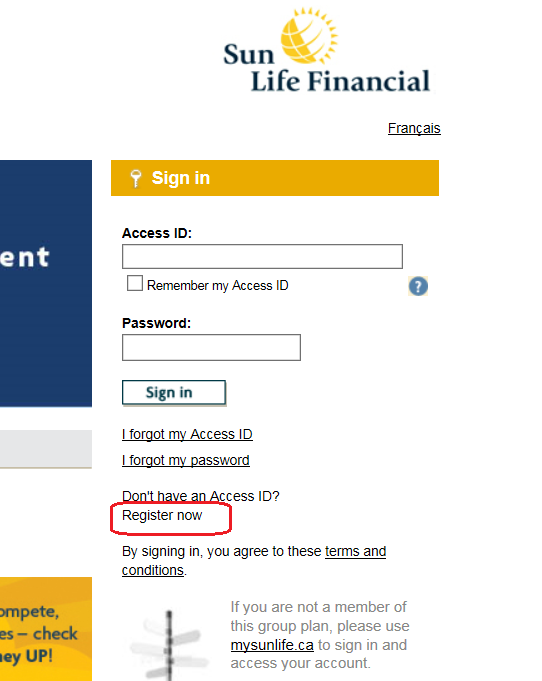 Sun
Life Financial
Français
Sign in
ent
Access ID:
Remember my Access ID
?
Password:
Sign in
I forgot my Access ID
I forgot my password
Don't have an Access ID?
Register now
By signing in, you agree to these terms and
conditions.
ompete,
es – check
ney UP!
If you are not a member of
this group plan, please use
mysunlife.ca to sign in and
access your account.